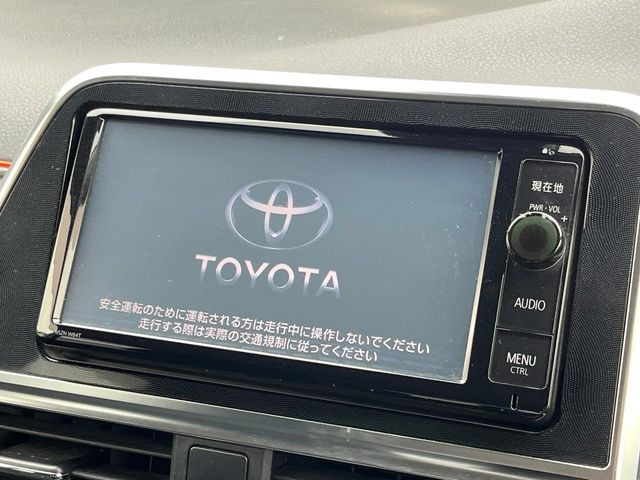 現在地
PWR・VOL
+
TOYOTA
AUDIO
安全運転のために運転される方は走行中に操作しないでください
走行する際は実際の交通規制に従ってください
MENU
CTRL